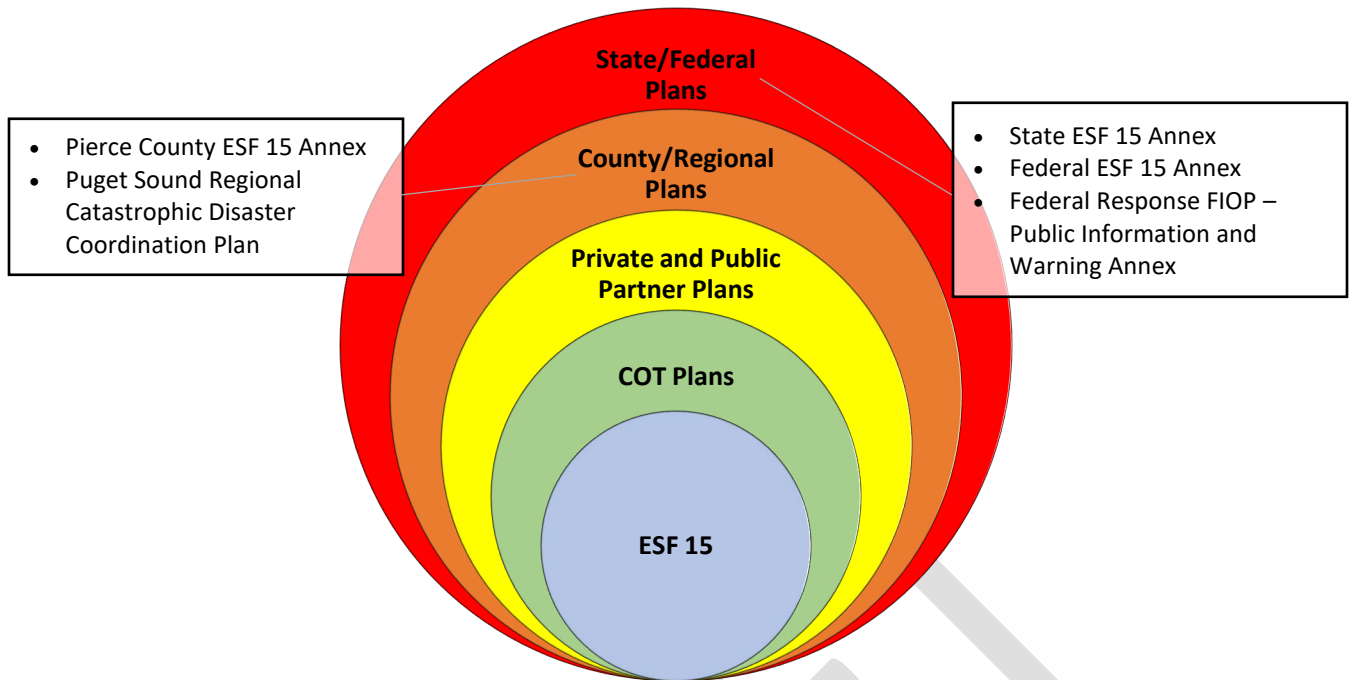 State/Federal
Plans
• Pierce County ESF 15 Annex
• Puget Sound Regional
Catastrophic Disaster
Coordination Plan
• State ESF 15 Annex
• Federal ESF 15 Annex
• Federal Response FIOP –
Public Information and
Warning Annex
County/Regional
Plans
Private and Public
Partner Plans
COT Plans
ESF 15